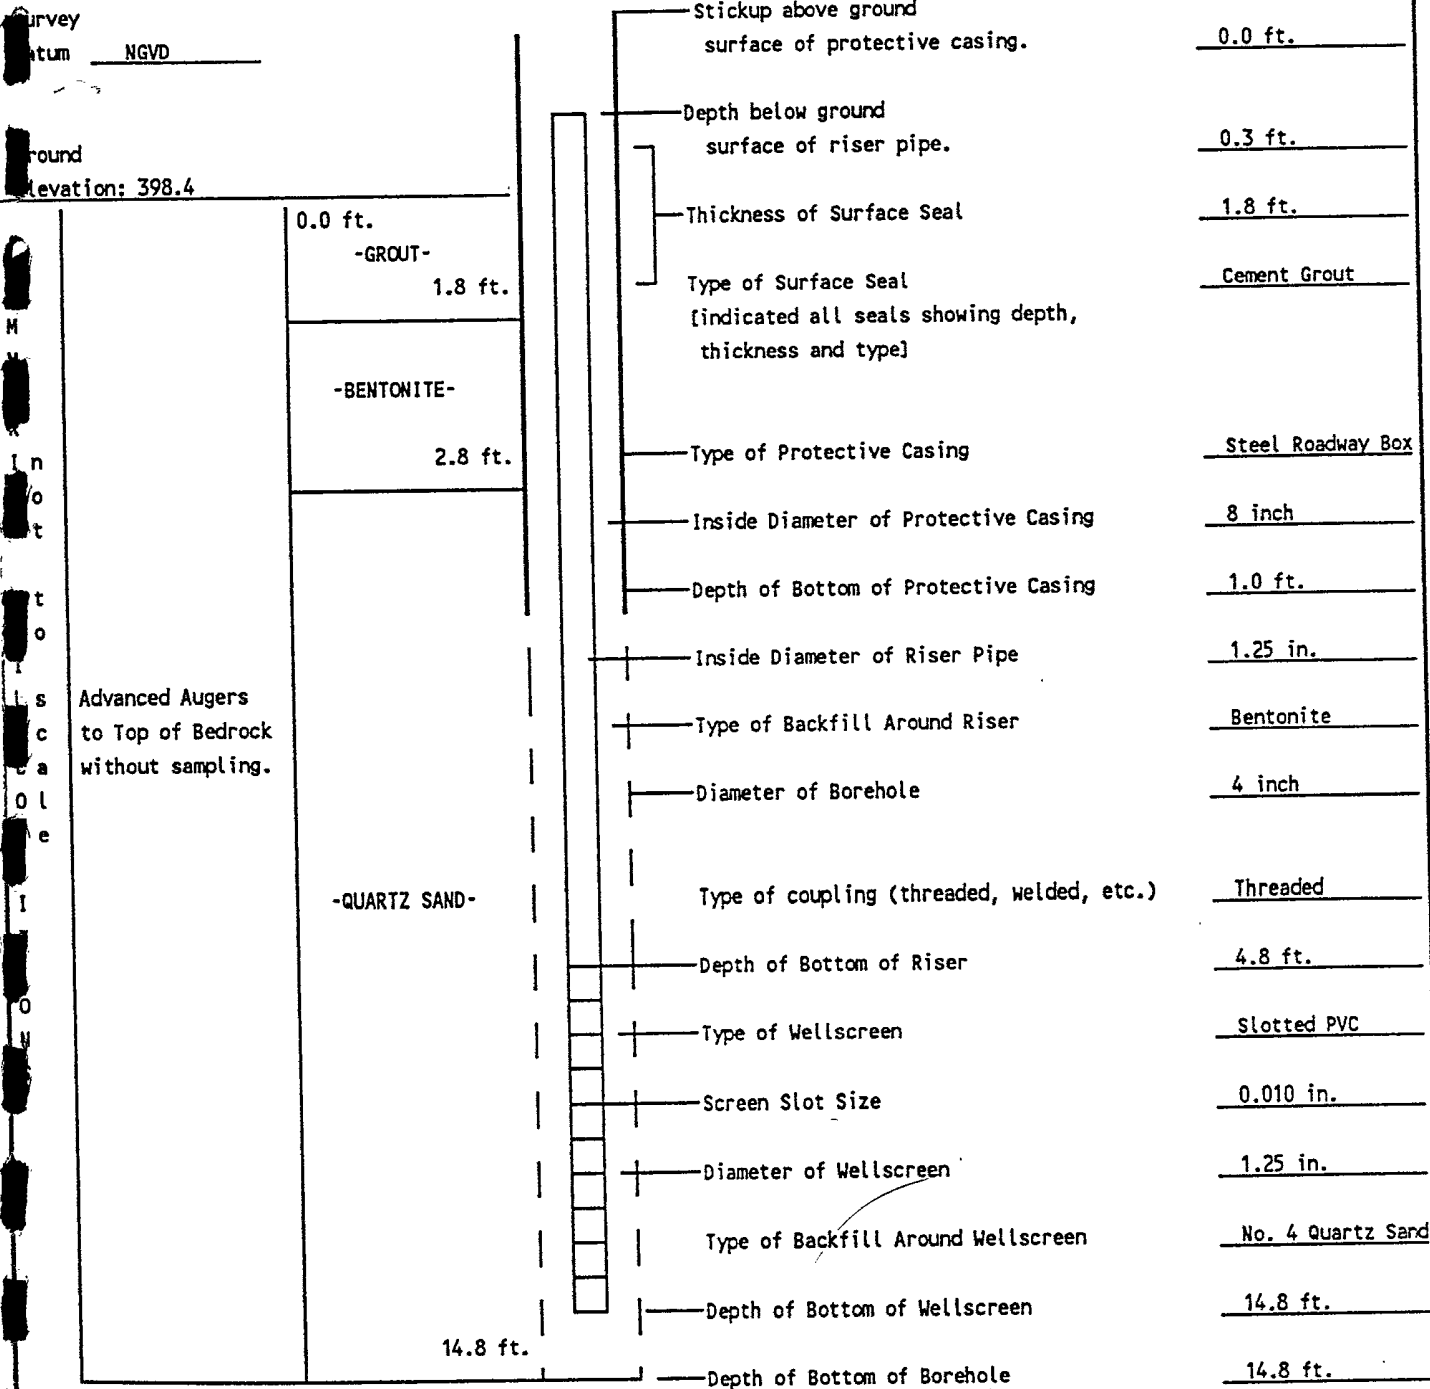 Stickup above ground
surface of protective casing. 0.0 ft.
NGVD
Depth below ground
surface of riser pipe. 0.3 ft.
398.4
Thickness of Surface Seal 1.8 ft.
0.0 ft.
-GROUT-
1.8 ft.
Type of Surface Seal Cement Grout
[indicated all seals showing depth,
thickness and type]
-BENTONITE-
2.8 ft.
Type of Protective Casing Steel Roadway Box
Inside Diameter of Protective Casing 8 inch
Depth of Bottom of Protective Casing 1.0 ft.
Inside Diameter of Riser Pipe 1.25 in.
not to scale
Advanced Augers
to Top of Bedrock
without sampling.
Type of Backfill Around Riser Bentonite
Diameter of Borehole 4 inch
-QUARTZ SAND-
Type of coupling (threaded, welded, etc.) Threaded
Depth of Bottom of Riser 4.8 ft.
Type of Wellscreen Slotted PVC
Screen Slot Size 0.010 in.
Diameter of Wellscreen 1.25 in.
Type of Backfill Around Wellscreen No. 4 Quartz Sand
Depth of Bottom of Wellscreen 14.8 ft.
14.8 ft.
Depth of Bottom of Borehole 14.8 ft.